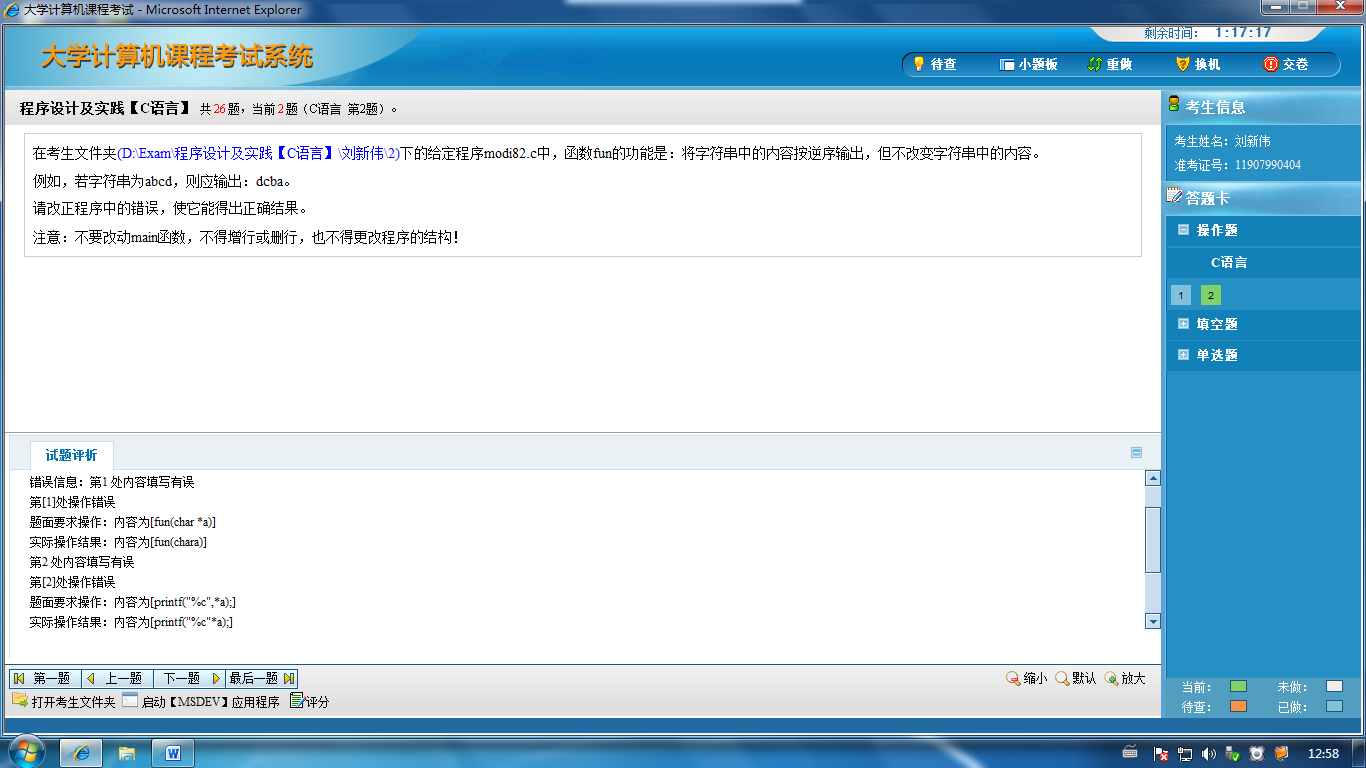 大学计算机课程考试 - Microsoft Internet Explorer
大学计算机课程考试系统
剩余时间： 1:17:17
待查 小题板 重做 换机 交卷
程序设计及实践【C语言】 共26题，当前2题（C语言 第2题）。
在考生文件夹(D:\Exam\程序设计及实践【C语言】\刘新伟\2)下的给定程序modi82.c中，函数fun的功能是：将字符串中的内容按逆序输出，但不改变字符串中的内容。
例如，若字符串为abcd，则应输出：dcba。
请改正程序中的错误，使它能得出正确结果。
注意：不要改动main函数，不得增行或删行，也不得更改程序的结构！
考生信息
考生姓名：刘新伟
准考证号：11907990404
答题卡
操作题
C语言
1 2
填空题
单选题
试题评析
错误信息：第1 处内容填写有误
第[1]处操作错误
题面要求操作：内容为[fun(char *a)]
实际操作结果：内容为[fun(chara)]
第2 处内容填写有误
第[2]处操作错误
题面要求操作：内容为[printf("%c",*a);]
实际操作结果：内容为[printf("%c"*a);]
第一题 上一题 下一题 最后一题
缩小 默认 放大
打开考生文件夹 启动【MSDEV】应用程序 评分
当前： 未做：
待查： 已做：
12:58